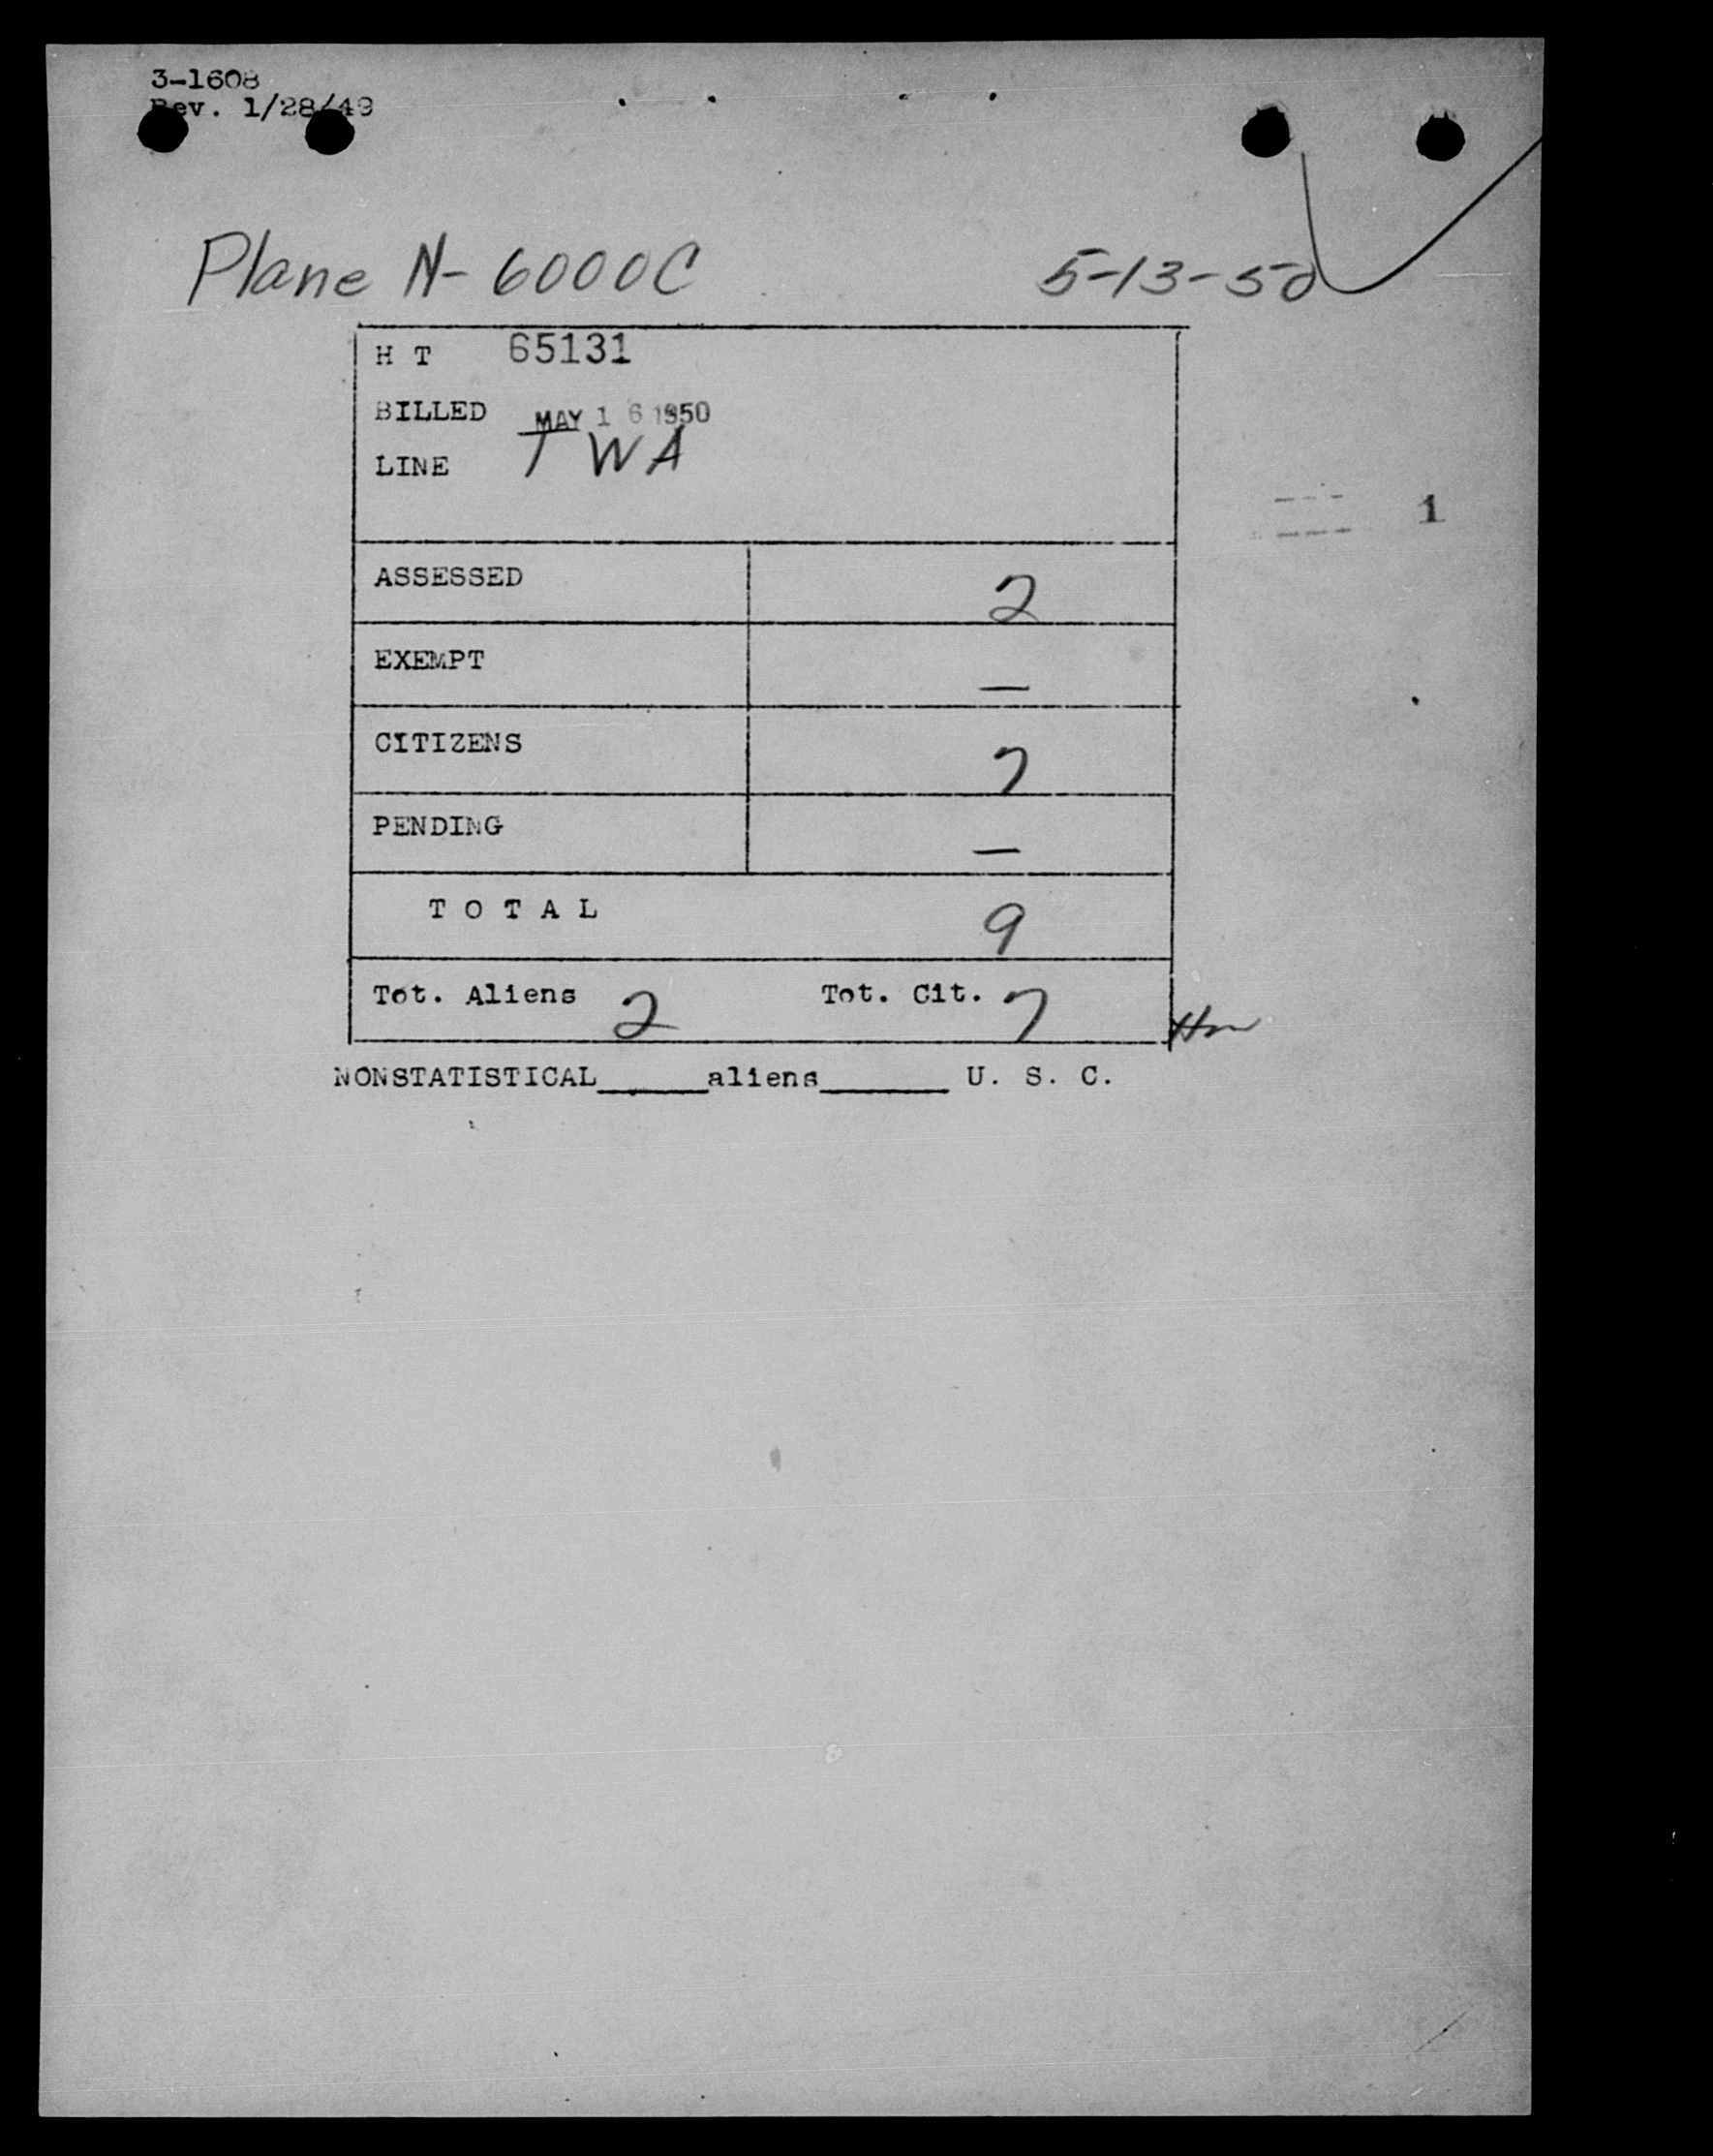 3-1608
Rev. 1/28/49
Plane N-6000C 5-13-50
H T 65131
BILLED MAY 16 1950
LINE TWA
1
ASSESSED 2
EXEMPT —
CITIZENS 7
PENDING —
T O T A L 9
Tot. Aliens 2 Tot. Cit. 7
NONSTATISTICAL______aliens_______ U. S. C.